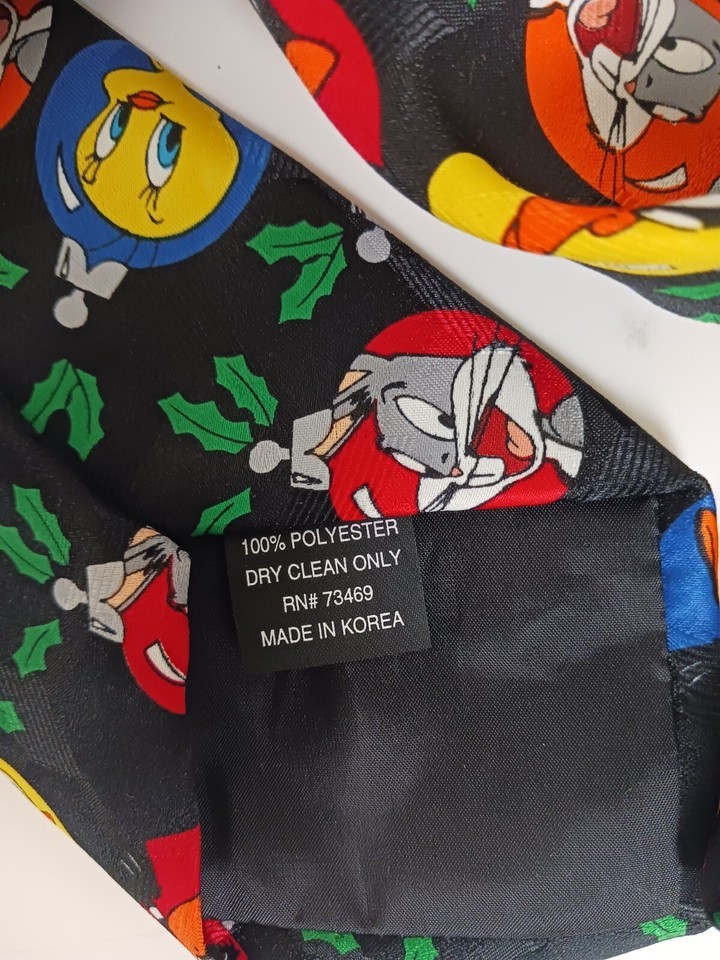 100% POLYESTER
DRY CLEAN ONLY
RN# 73469
MADE IN KOREA